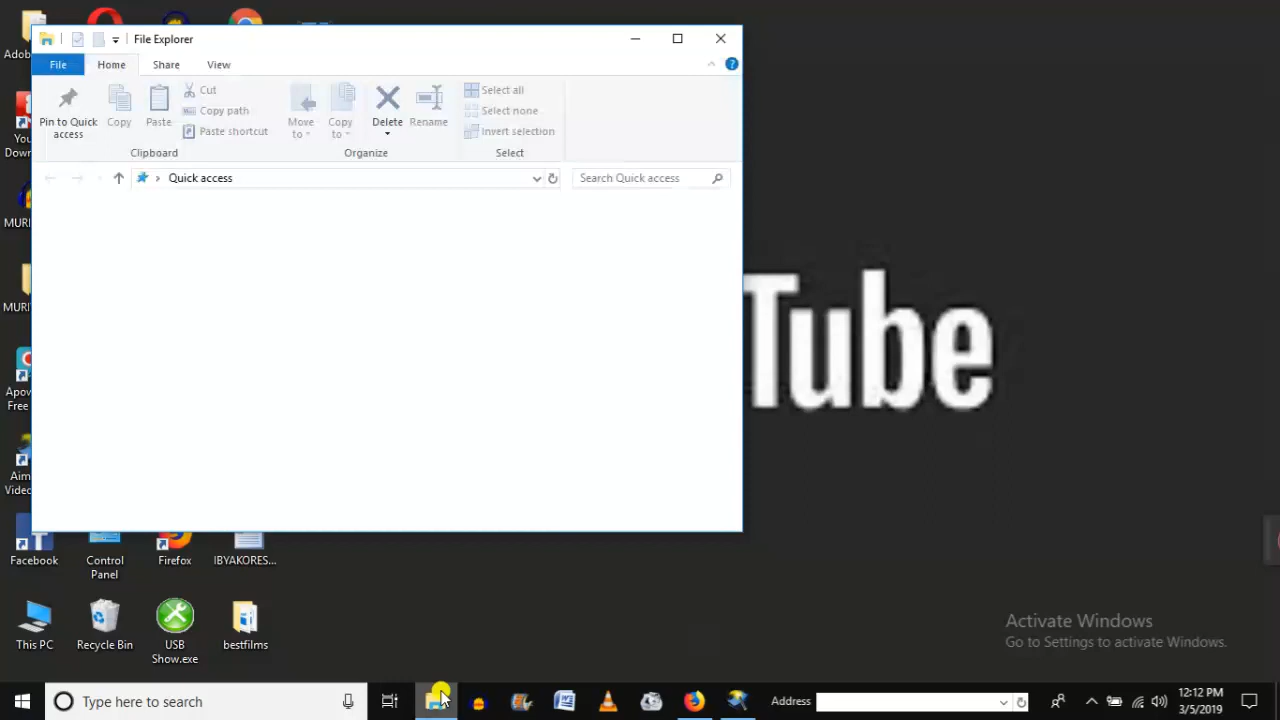 File Explorer
File Home Share View
Pin to Quick access
Copy
Paste
Cut
Copy path
Paste shortcut
Clipboard
Move to
Copy to
Delete
Rename
Organize
Select all
Select none
Invert selection
Select
Quick access
Search Quick access
Tube
Facebook
Control Panel
Firefox
IBYAKORES...
This PC
Recycle Bin
USB Show.exe
bestfilms
Activate Windows
Go to Settings to activate Windows.
Type here to search
Address
12:12 PM
3/5/2019